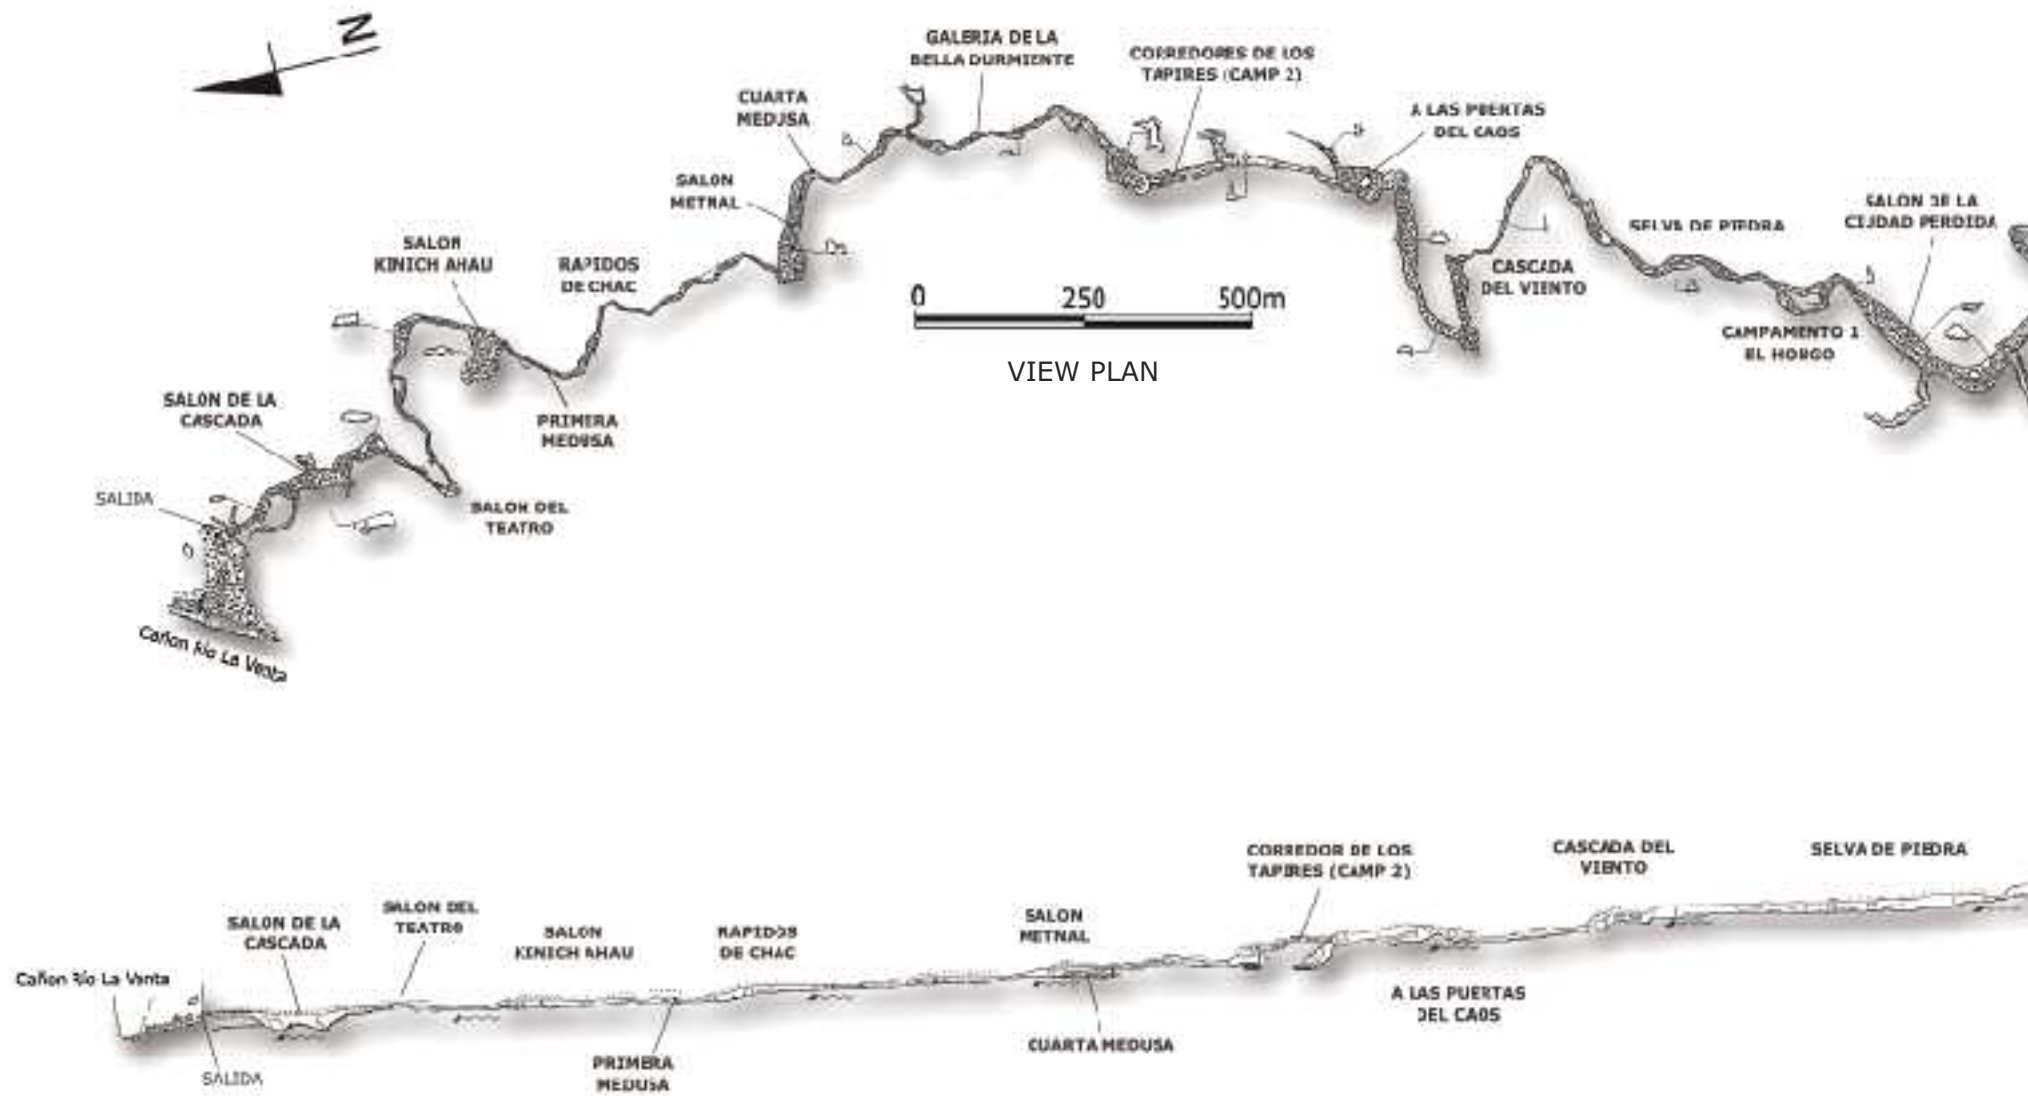 N
GALERIA DE LA
BELLA DURMIENTE
CORREDORES DE LOS
TAPIRES (CAMP 2)
CUARTA
MEDUSA
A LAS PUERTAS
DEL CAOS
SALON
METNAL
SALON DE LA
CIUDAD PERDIDA
SELVA DE PIEDRA
SALON
KINICH AHAU
RAPIDOS
DE CHAC
CASCADA
DEL VIENTO
0 250 500m
VIEW PLAN
CAMPAMENTO 1
EL HONGO
SALON DE LA
CASCADA
PRIMERA
MEDUSA
SALIDA
SALON DEL
TEATRO
Cañon Río La Venta
CORREDOR DE LOS
TAPIRES (CAMP 2)
CASCADA DEL
VIENTO
SELVA DE PIEDRA
SALON DE LA
CASCADA
SALON DEL
TEATRO
SALON
KINICH AHAU
RAPIDOS
DE CHAC
SALON
METNAL
Cañon Río La Venta
A LAS PUERTAS
DEL CAOS
CUARTA MEDUSA
PRIMERA
MEDUSA
SALIDA